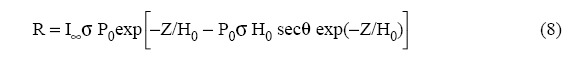 R = I∞σ P₀exp[−Z/H₀ − P₀σ H₀ secθ exp(−Z/H₀)] (8)